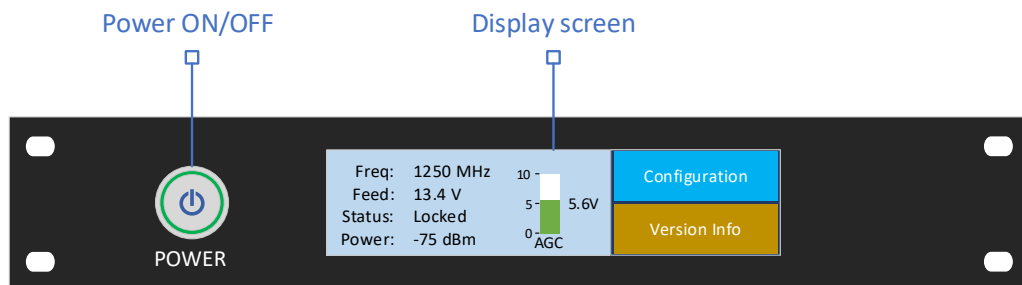 Power ON/OFF
Display screen
Freq: 1250 MHz
Feed: 13.4 V
Status: Locked
Power: -75 dBm
10
5
0
5.6V
AGC
Configuration
Version Info
POWER